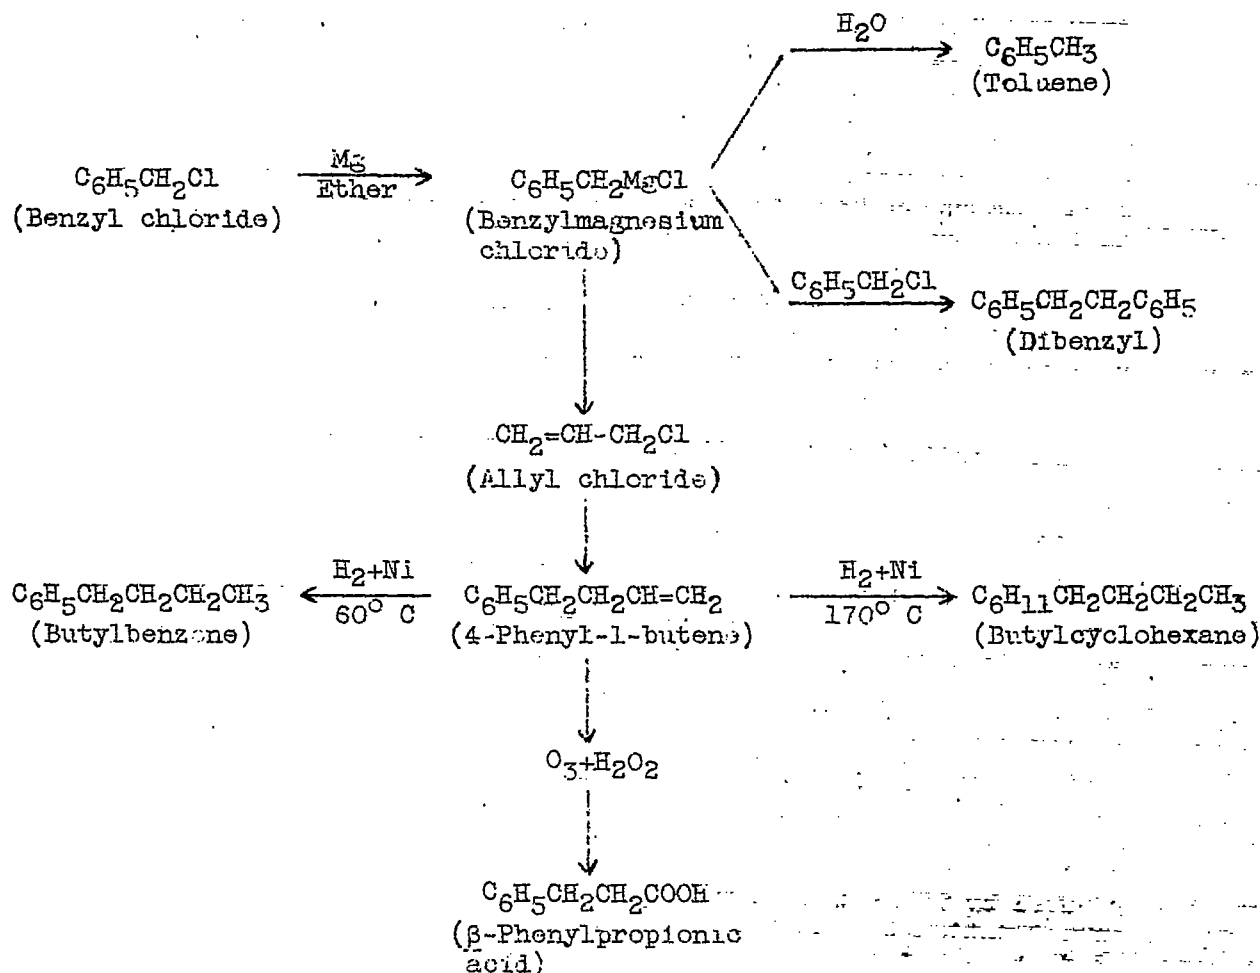 H2O
C6H5CH3
(Toluene)
C6H5CH2Cl
(Benzyl chloride)
Mg
Ether
C6H5CH2MgCl
(Benzylmagnesium
chloride)
C6H5CH2Cl
C6H5CH2CH2C6H5
(Dibenzyl)
CH2=CH-CH2Cl
(Allyl chloride)
C6H5CH2CH2CH2CH3
(Butylbenzene)
H2+Ni
60° C
C6H5CH2CH2CH=CH2
(4-Phenyl-1-butene)
H2+Ni
170° C
C6H11CH2CH2CH2CH3
(Butylcyclohexane)
O3+H2O2
C6H5CH2CH2COOH
(β-Phenylpropionic
acid)